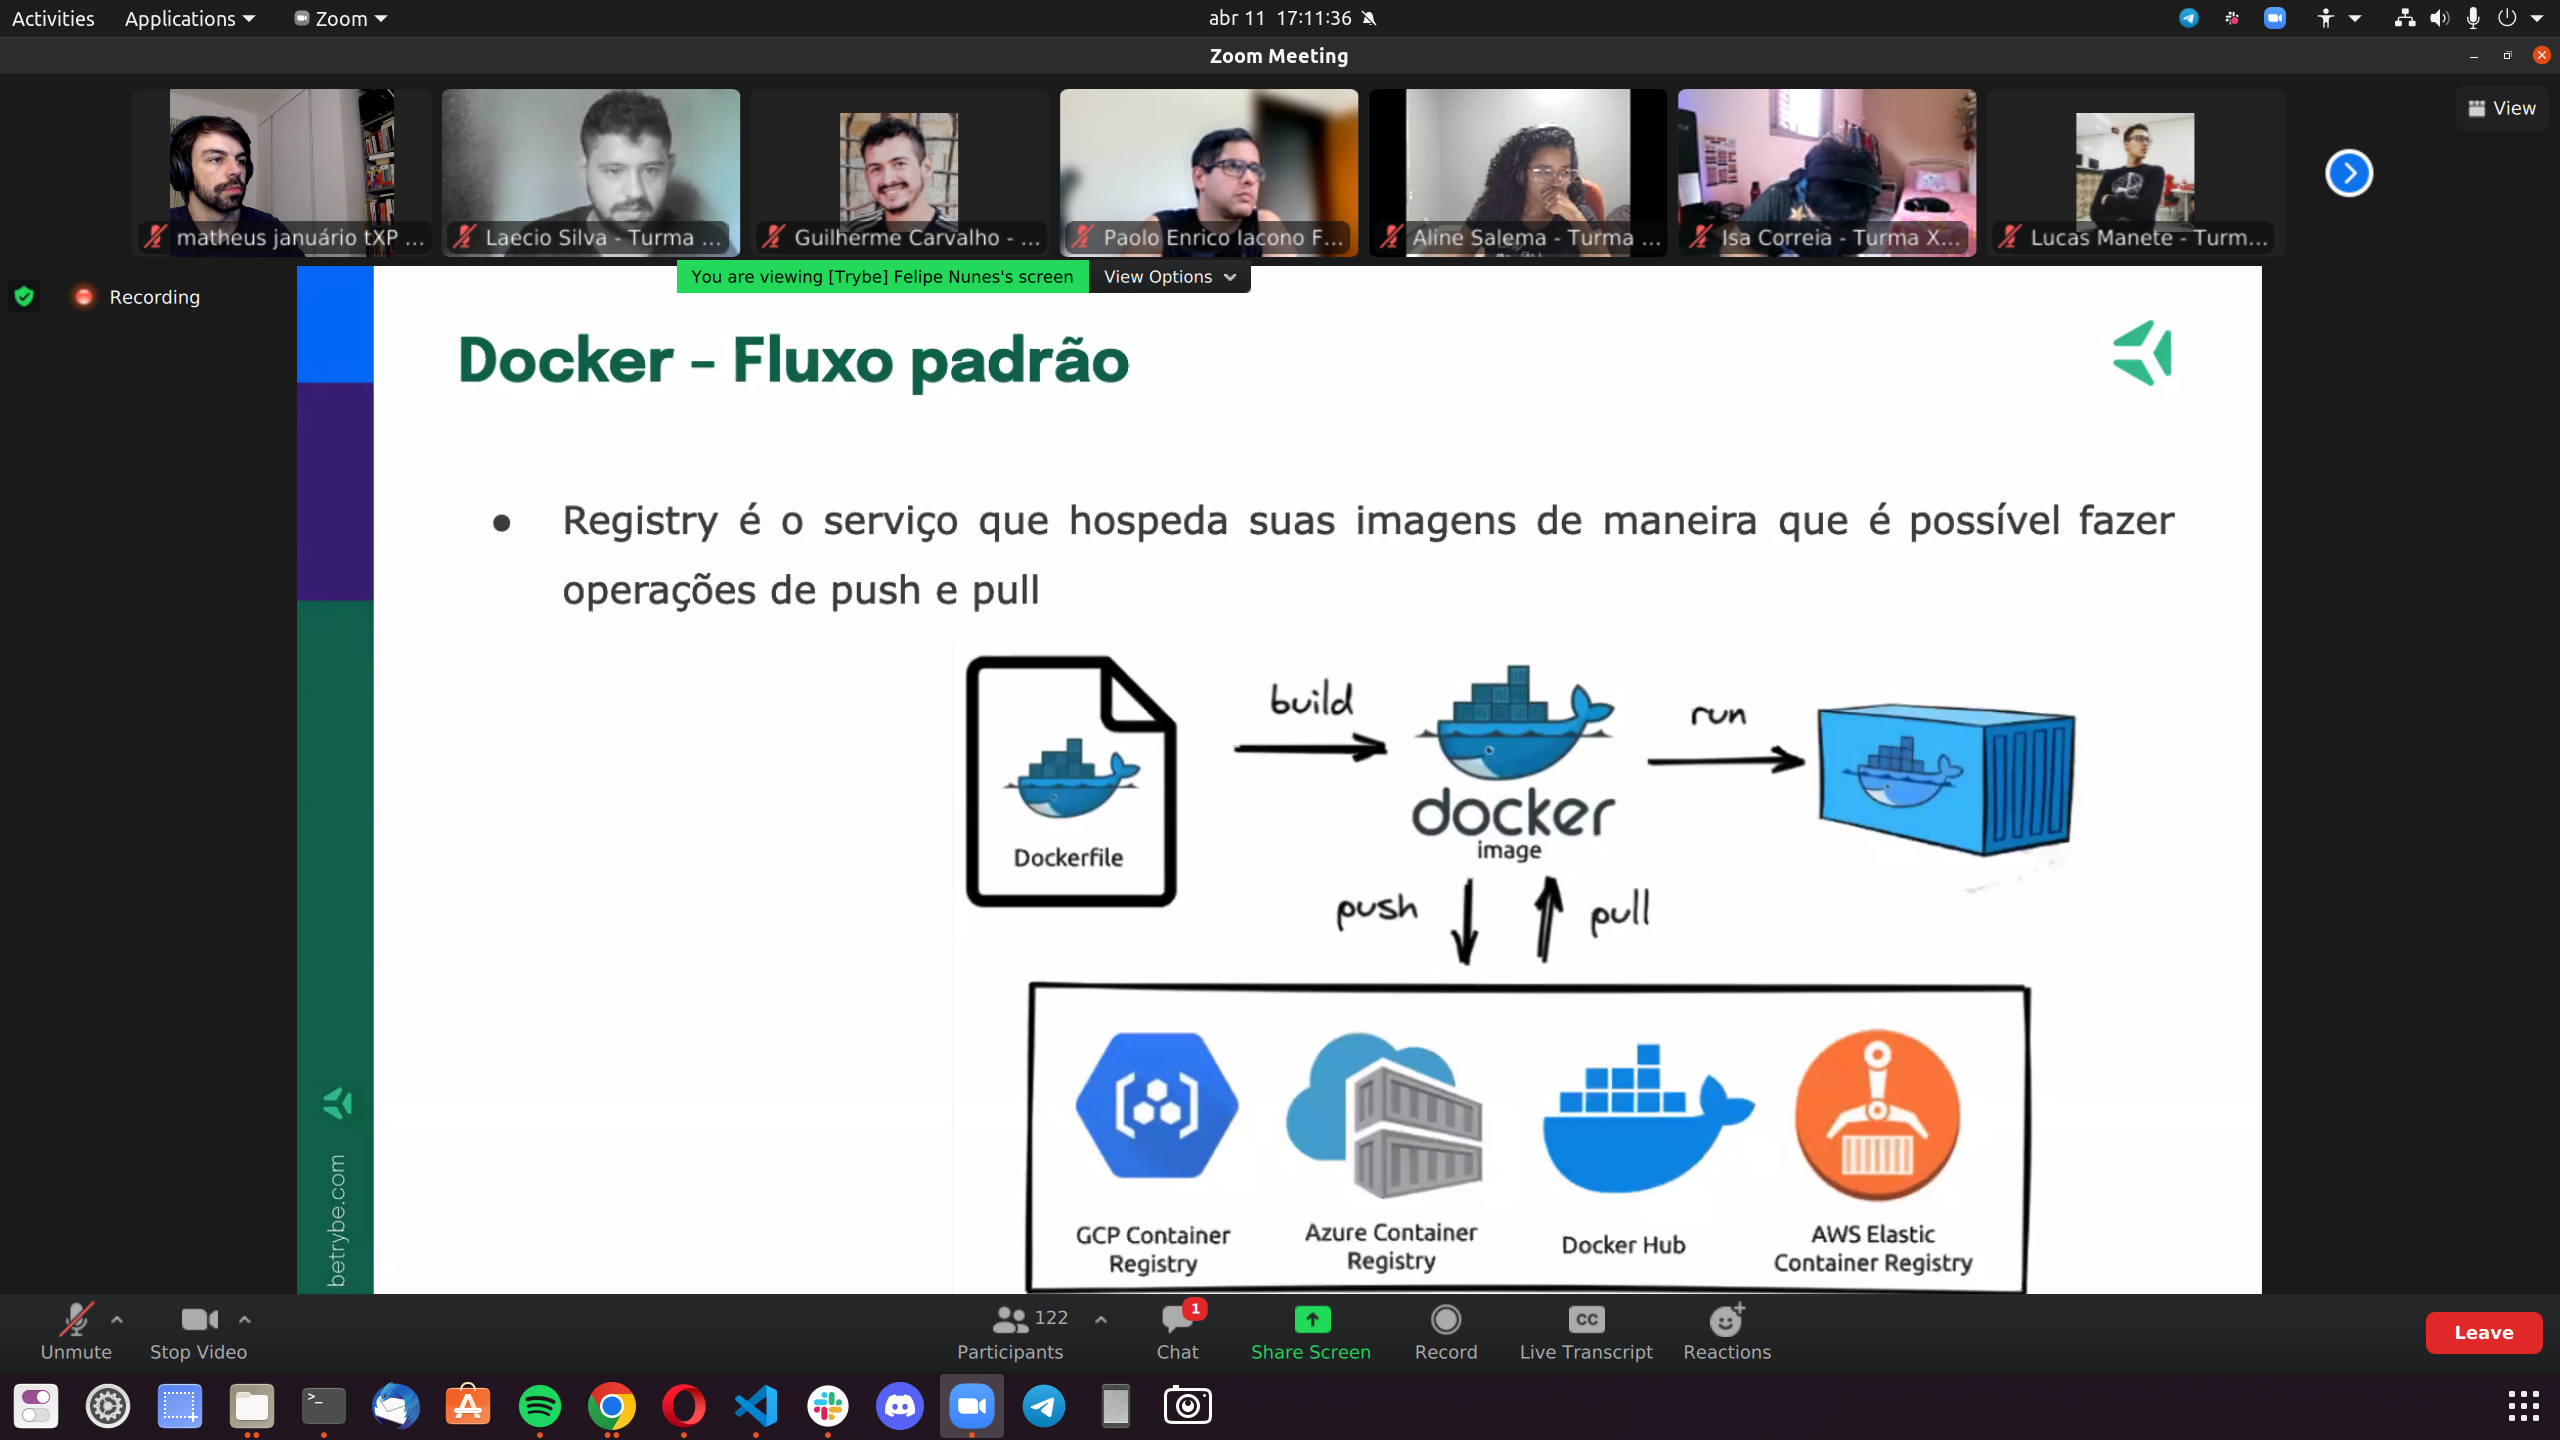 Activities Applications Zoom abr 11 17:11:36
Zoom Meeting
View
matheus januário tXP ...
Laecio Silva - Turma ...
Guilherme Carvalho - ...
Paolo Enrico Iacono F...
Aline Salema - Turma ...
Isa Correia - Turma X...
Lucas Manete - Turm...
You are viewing [Trybe] Felipe Nunes's screen View Options
Recording
Docker – Fluxo padrão
● Registry é o serviço que hospeda suas imagens de maneira que é possível fazer
operações de push e pull
build
run
Dockerfile
docker
image
push
pull
GCP Container
Registry
Azure Container
Registry
Docker Hub
AWS Elastic
Container Registry
betrybe.com
Unmute
Stop Video
122
Participants
1
Chat
Share Screen
Record
CC
Live Transcript
Reactions
Leave
>_